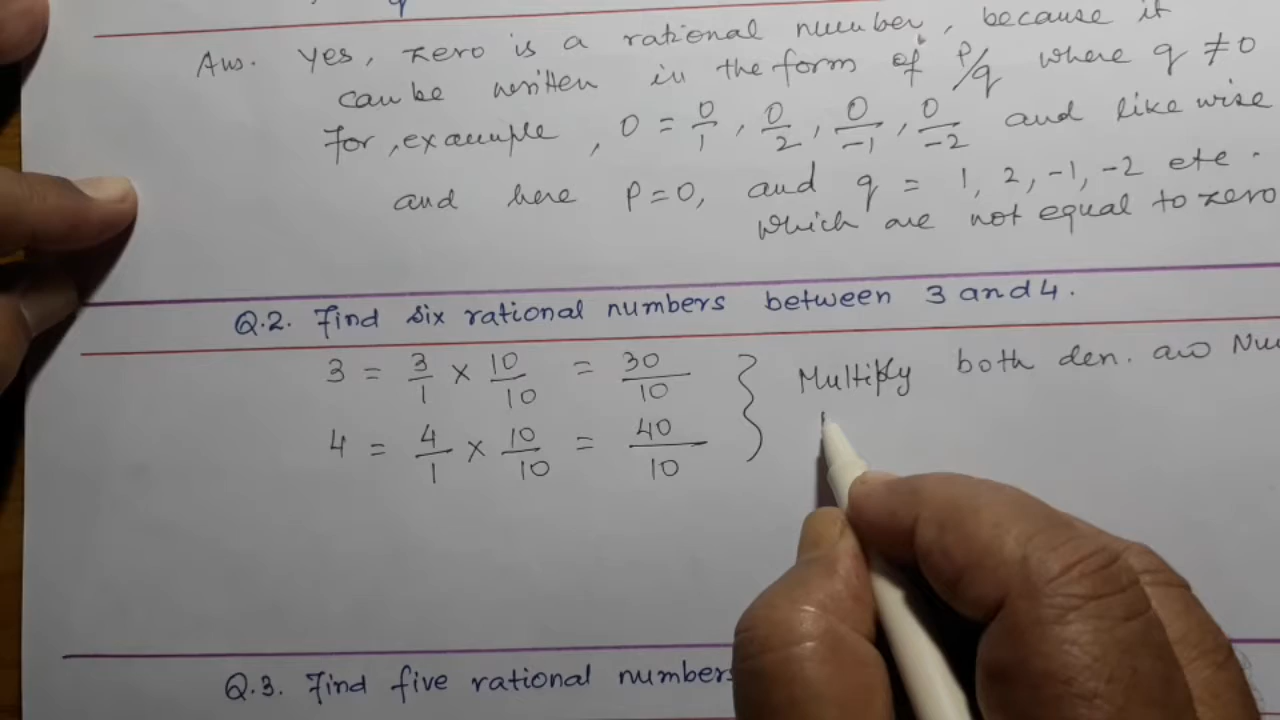 Ans. Yes, zero is a rational number, because it
can be written in the form of P/q where q ≠ 0
For, example, 0 = 0/1, 0/2, 0/-1, 0/-2 and likewise
and here P = 0, and q = 1, 2, -1, -2 etc.
which are not equal to zero
Q.2. Find six rational numbers between 3 and 4.
3 = 3/1 × 10/10 = 30/10 } Multiply both den. and Nu
4 = 4/1 × 10/10 = 40/10
Q.3. Find five rational numbers